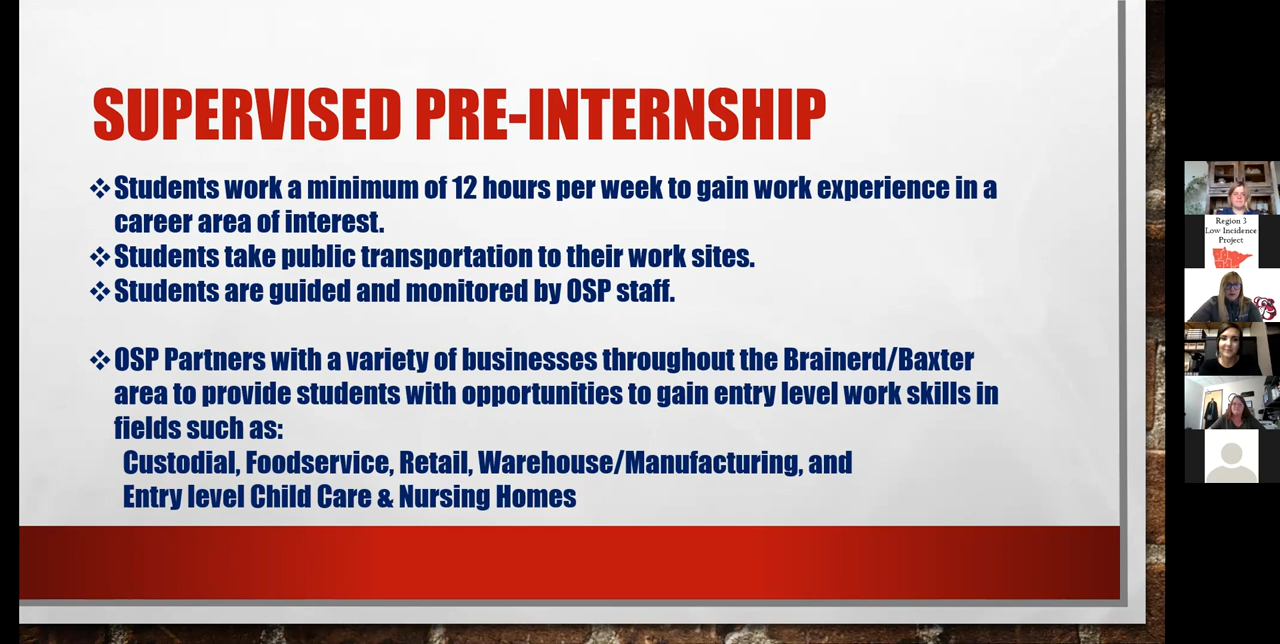 SUPERVISED PRE-INTERNSHIP
❖Students work a minimum of 12 hours per week to gain work experience in a
career area of interest.
❖Students take public transportation to their work sites.
❖Students are guided and monitored by OSP staff.
❖OSP Partners with a variety of businesses throughout the Brainerd/Baxter
area to provide students with opportunities to gain entry level work skills in
fields such as:
Custodial, Foodservice, Retail, Warehouse/Manufacturing, and
Entry level Child Care & Nursing Homes
Region 3
Low Incidence
Project